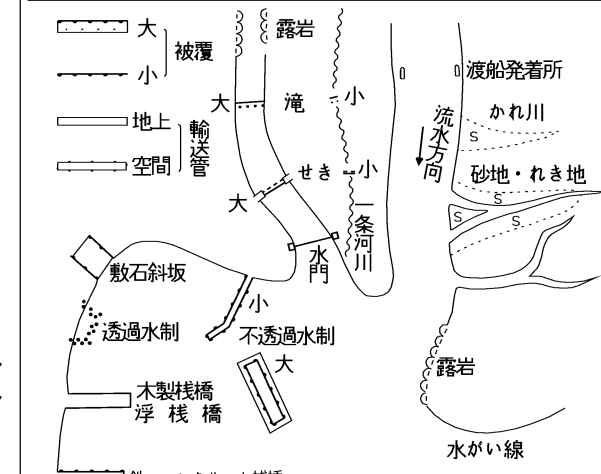 大
被覆
小
地上
輸送管
空間
露岩
大 滝 小
大 せき 小
水門
一条河川
流水方向
渡船発着所
かれ川
S
砂地・れき地
S
S
S
敷石斜坂
小
透過水制
不透過水制
大
木製桟橋
浮桟橋
露岩
水がい線